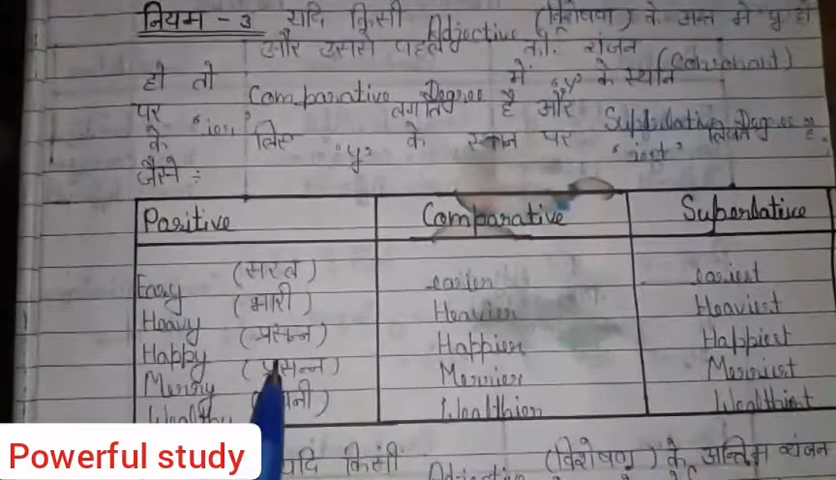 नियम - 3 यदि किसी Adjective (विशेषण) के अन्त में y हो
और उससे पहले का व्यंजन (Consonant)
हो तो Comparative Degree में "y" के स्थान
पर "ier" लगाते है और Superlative Degree
के लिए "y" के स्थान पर "iest" लिखते है.
जैसे :
Positive Comparative Superlative
Easy (सरल) easier easiest
Heavy (भारी) Heavier Heaviest
Happy (प्रसन्न) Happier Happiest
Merry (प्रसन्न) Merrier Merriest
Wealthy Wealthier Wealthiest
यदि किसी Adjective (विशेषण) के अन्तिम व्यंजन
Powerful study